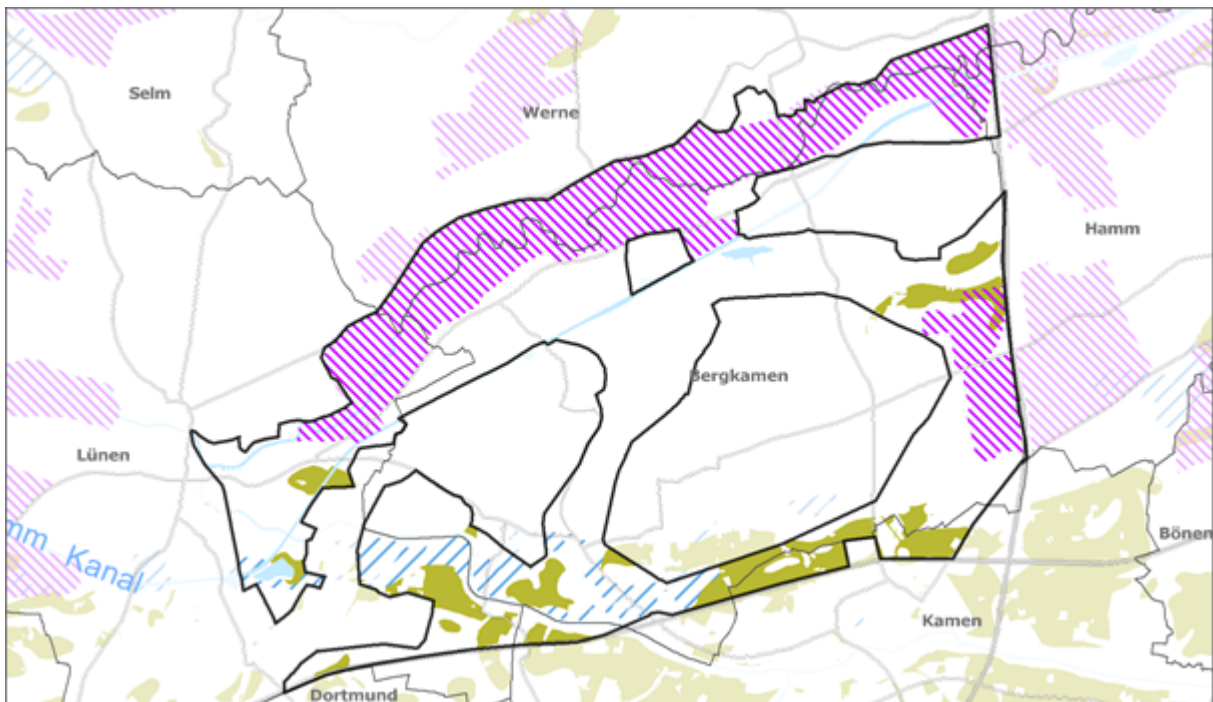 Selm
Werne
Hamm
Bergkamen
Lünen
mm Kanal
Bönen
Kamen
Dortmund